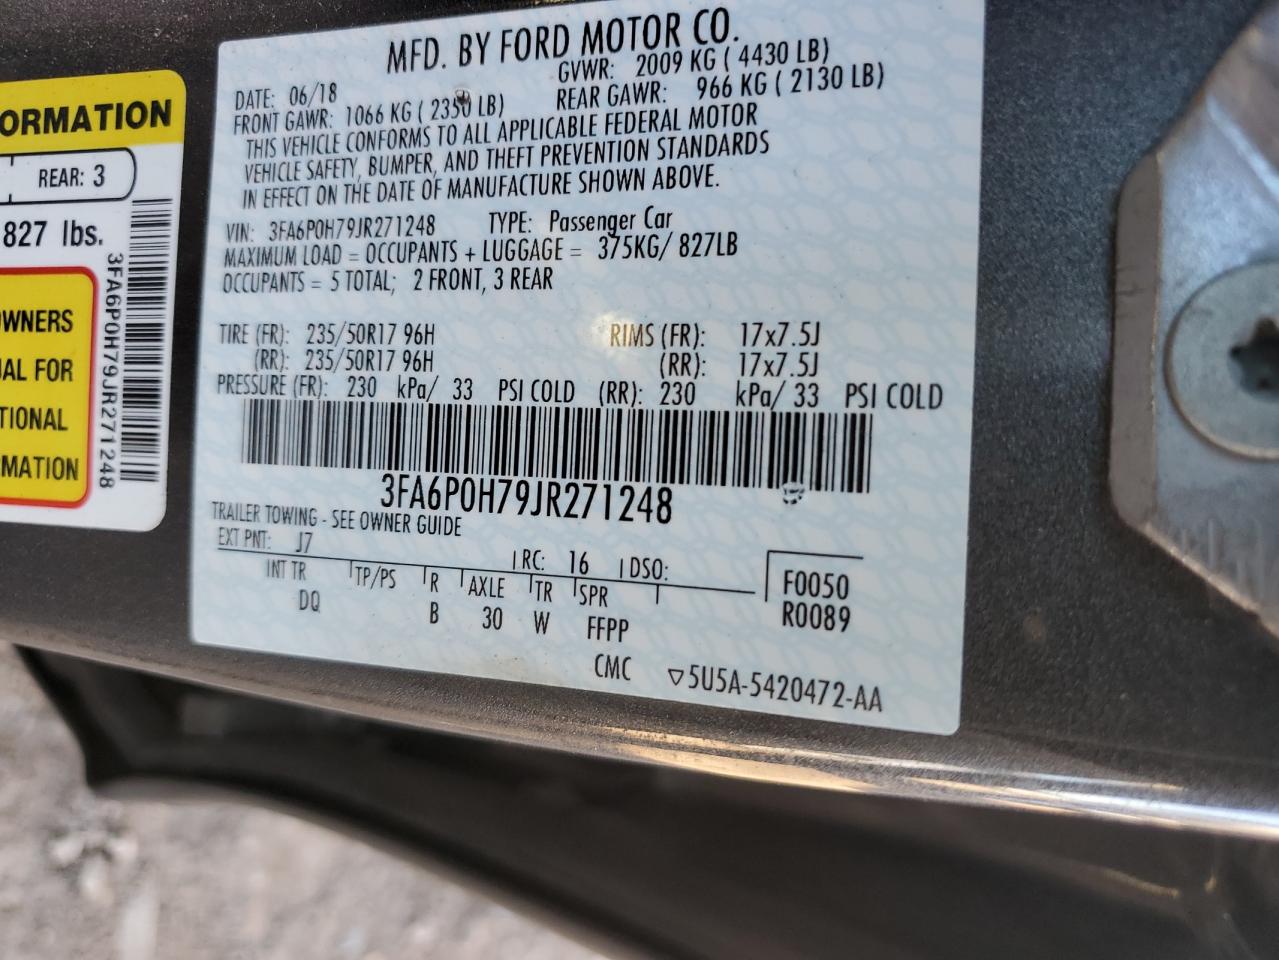 MFD. BY FORD MOTOR CO.
DATE: 06/18 GVWR: 2009 KG ( 4430 LB)
FRONT GAWR: 1066 KG ( 2350 LB) REAR GAWR: 966 KG ( 2130 LB)
THIS VEHICLE CONFORMS TO ALL APPLICABLE FEDERAL MOTOR
VEHICLE SAFETY, BUMPER, AND THEFT PREVENTION STANDARDS
IN EFFECT ON THE DATE OF MANUFACTURE SHOWN ABOVE.
VIN: 3FA6P0H79JR271248 TYPE: Passenger Car
MAXIMUM LOAD = OCCUPANTS + LUGGAGE = 375KG/ 827LB
OCCUPANTS = 5 TOTAL; 2 FRONT, 3 REAR
TIRE (FR): 235/50R17 96H RIMS (FR): 17x7.5J
(RR): 235/50R17 96H (RR): 17x7.5J
PRESSURE (FR): 230 kPa/ 33 PSI COLD (RR): 230 kPa/ 33 PSI COLD
3FA6P0H79JR271248
TRAILER TOWING - SEE OWNER GUIDE
EXT PNT: J7 RC: 16 DSO:
INT TR TP/PS R AXLE TR SPR F0050
DQ B 30 W FFPP R0089
CMC ▽5U5A-5420472-AA
ORMATION
REAR: 3
827 lbs.
3FA6P0H79JR271248
OWNERS
UAL FOR
TIONAL
RMATION